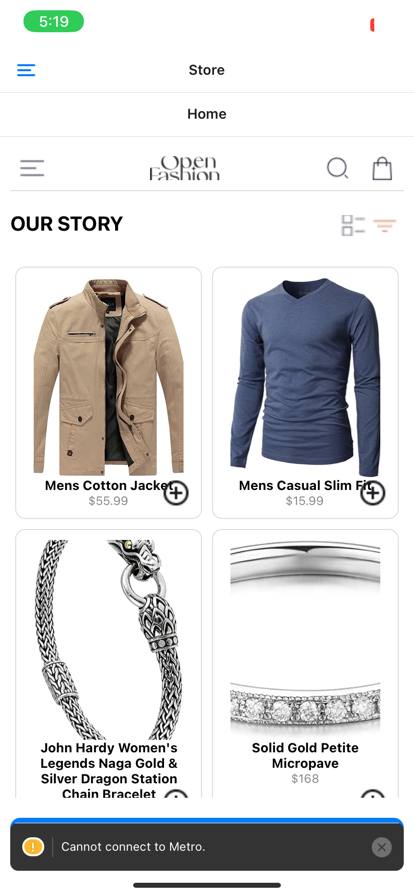 5:19
Store
Home
Open
Fashion
OUR STORY
Mens Cotton Jacket
$55.99
Mens Casual Slim Fit
$15.99
John Hardy Women's
Legends Naga Gold &
Silver Dragon Station
Chain Bracelet
Solid Gold Petite
Micropave
$168
Cannot connect to Metro.